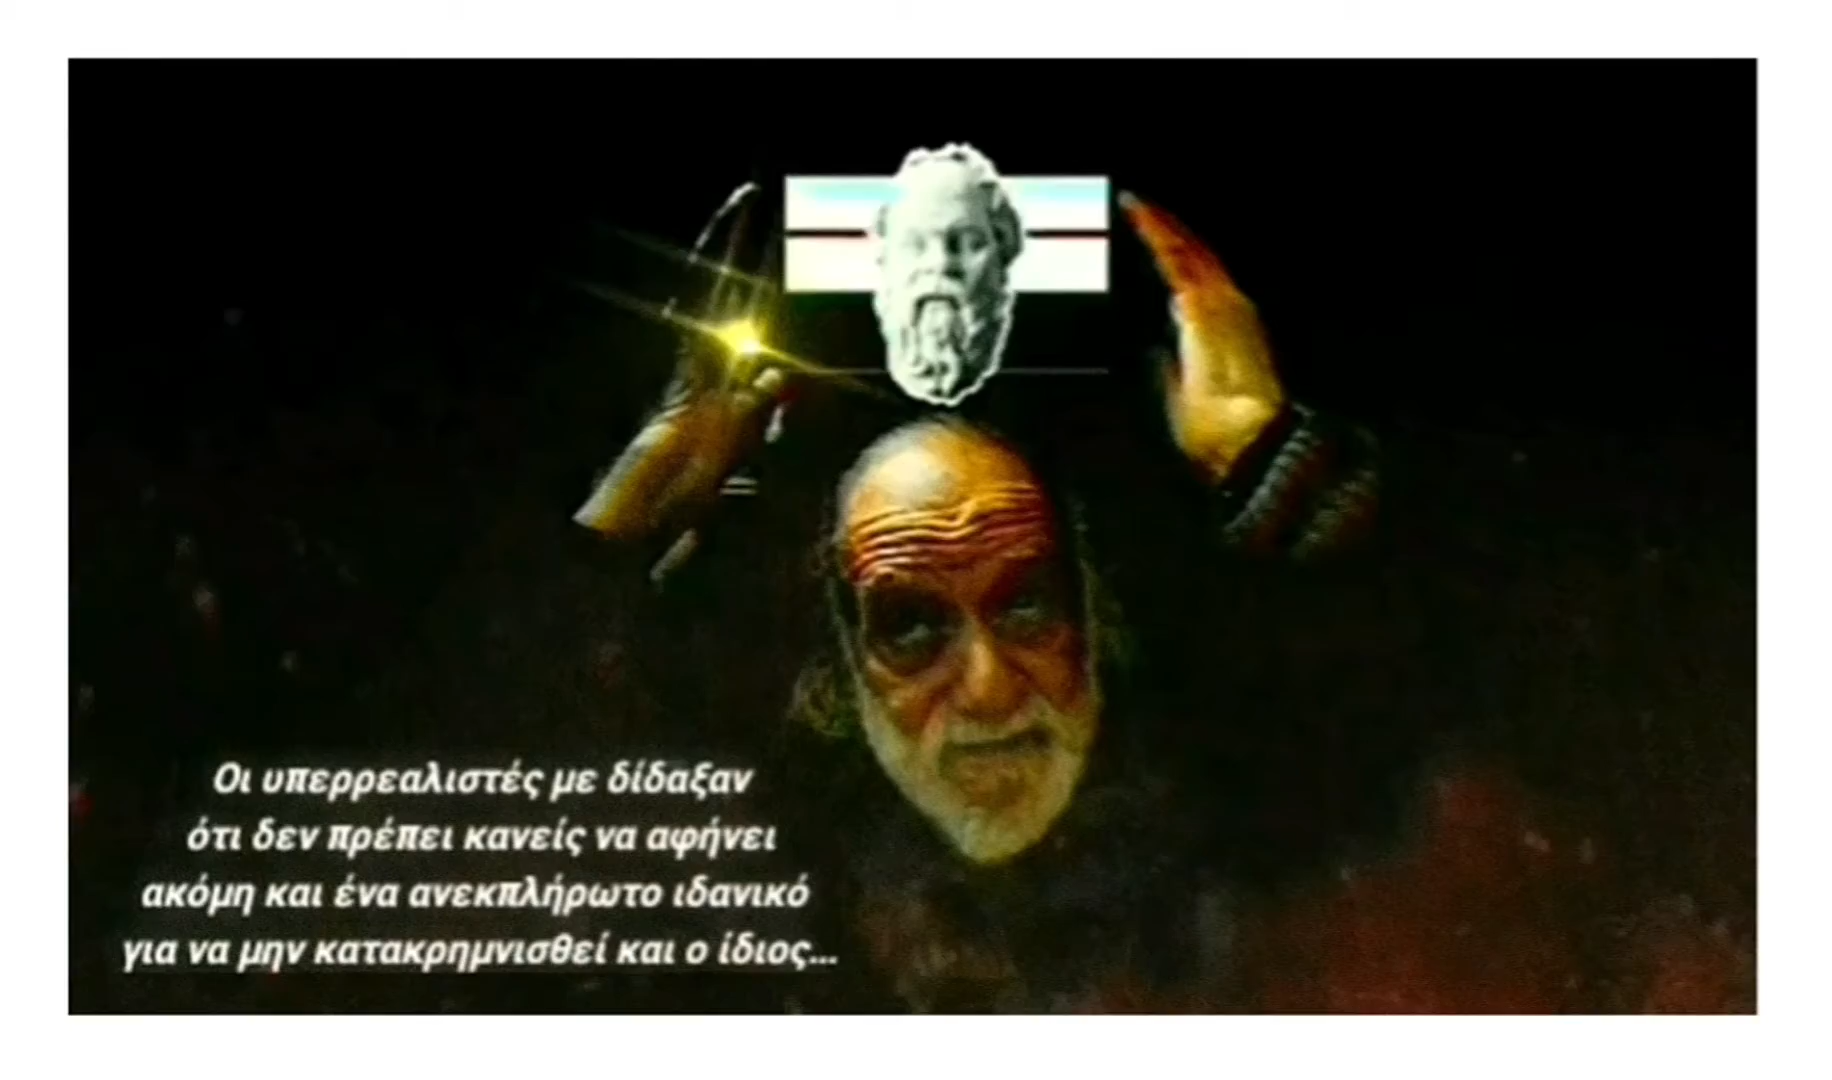 Οι υπερρεαλιστές με δίδαξαν
ότι δεν πρέπει κανείς να αφήνει
ακόμη και ένα ανεκπλήρωτο ιδανικό
για να μην κατακρημνισθεί και ο ίδιος...